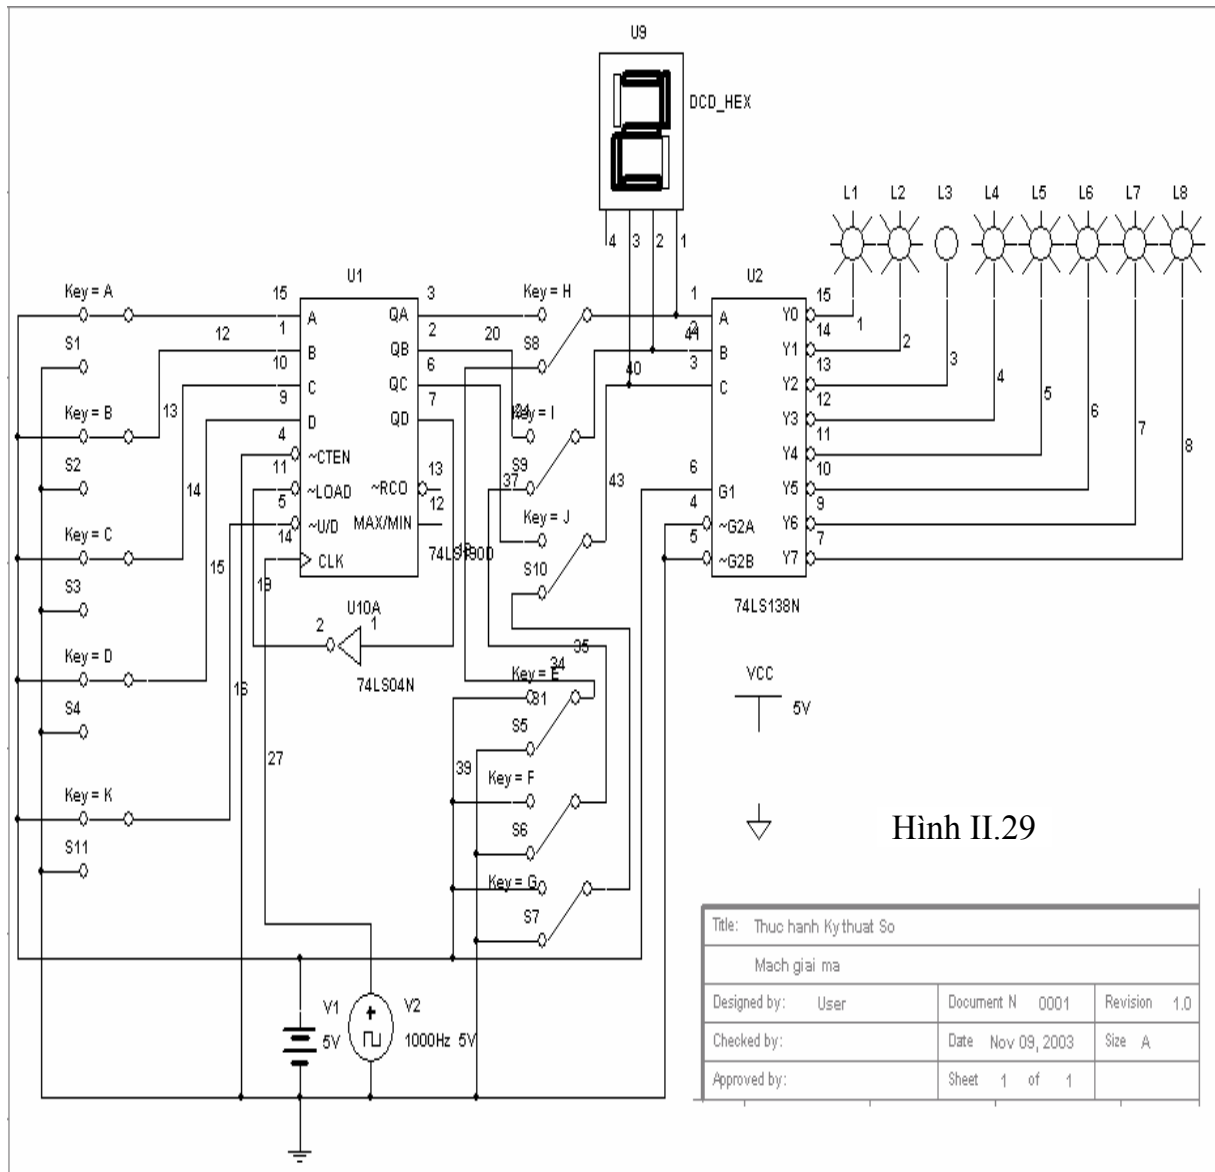 U9
DCD_HEX
4 3 2 1
L1 L2 L3 L4 L5 L6 L7 L8
U1
U2
Key = A
S1
Key = B
S2
Key = C
S3
Key = D
S4
Key = K
S11
12
13
14
15
16
19
27
15 A
1 B
10 C
9 D
4 ~CTEN
11 ~LOAD
5 ~U/D
14 CLK
QA 3
QB 2
QC 6
QD 7
~RCO 13
MAX/MIN 12
U10A
2 1
74LS04N
Key = H
S8
20
S9
37
Key = J
S10
43
40
41
35
34
Key = E
S5
39
Key = F
S6
Key = G
S7
1 A
B
3 C
6 G1
4 ~G2A
5 ~G2B
Y0 15
Y1 14
Y2 13
Y3 12
Y4 11
Y5 10
Y6 9
Y7 7
1
2
3
4
5
6
7
8
74LS138N
VCC
5V
V1
5V
V2
1000Hz 5V
Hình II.29
Title: Thuc hanh Ky thuat So
Mach giai ma
Designed by: User
Document N 0001
Revision 1.0
Checked by:
Date Nov 09, 2003
Size A
Approved by:
Sheet 1 of 1